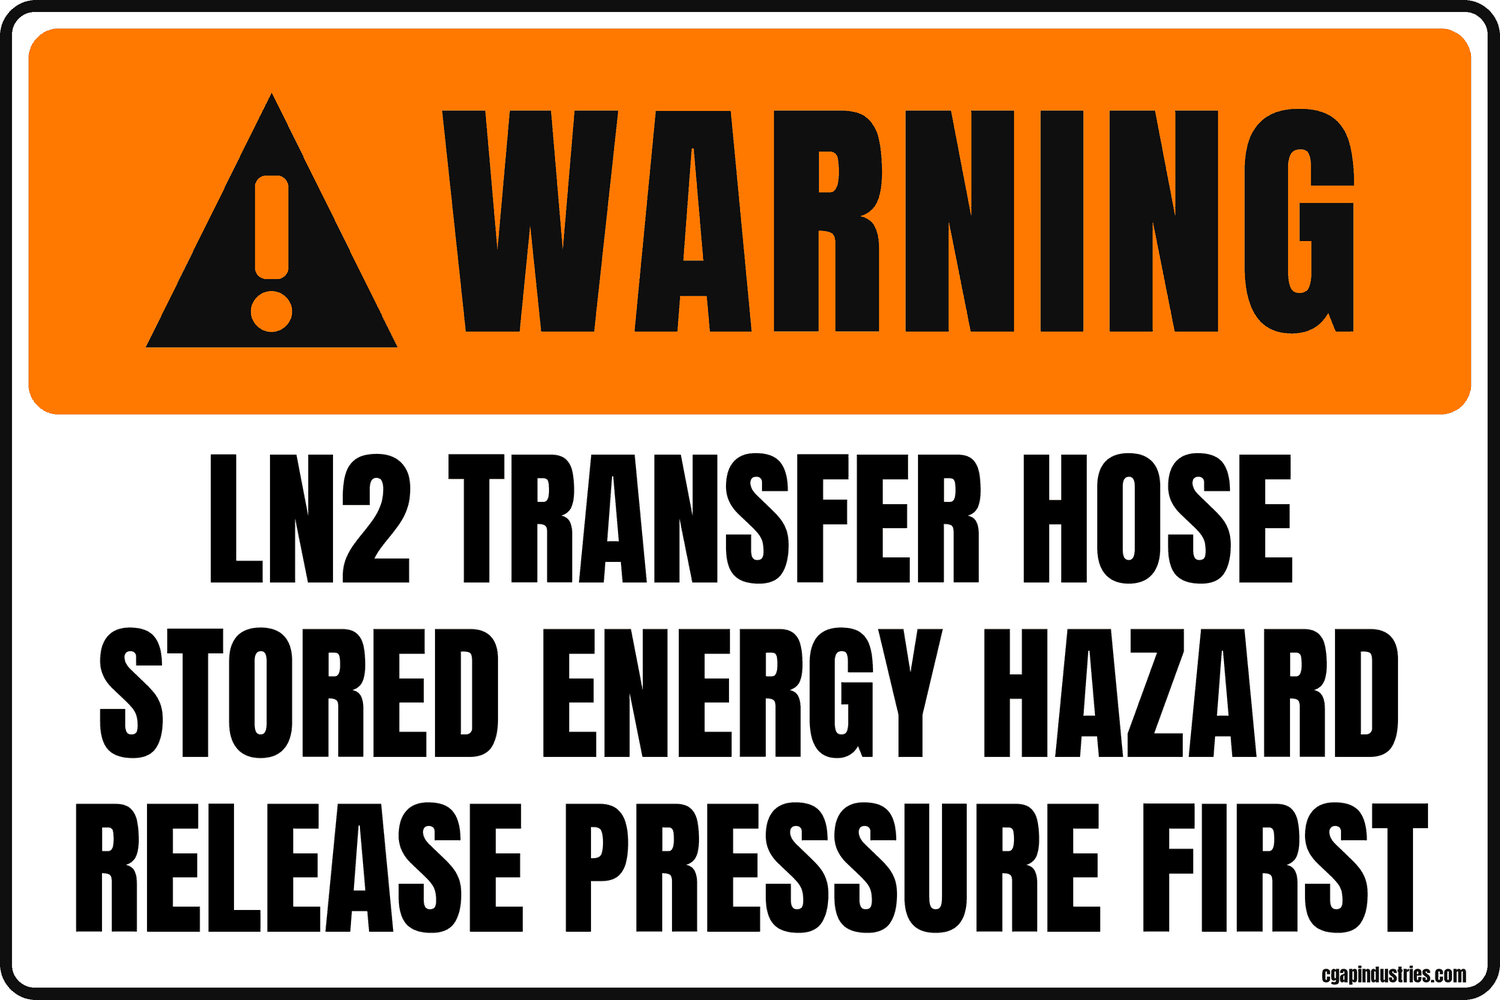 WARNING
LN2 TRANSFER HOSE
STORED ENERGY HAZARD
RELEASE PRESSURE FIRST
cgapindustries.com